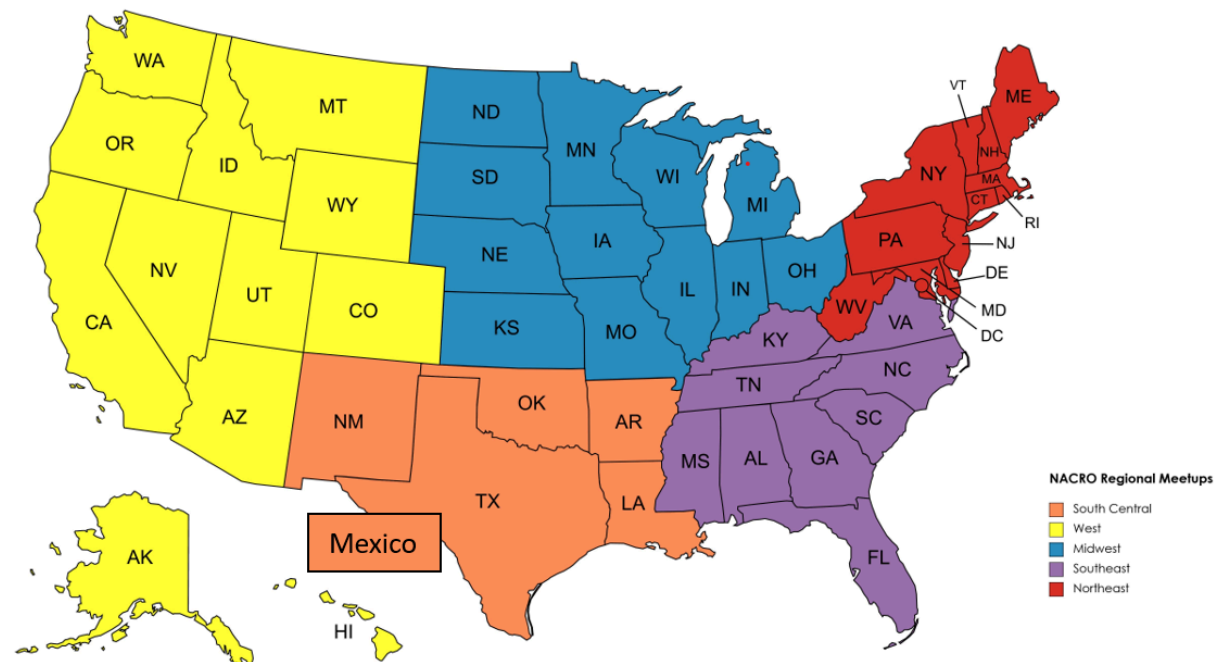 WA
MT
ND
MN
VT
ME
OR
ID
SD
WI
MI
NY
NH
MA
CT
RI
WY
NE
IA
PA
NJ
NV
UT
CO
IL
IN
OH
DE
CA
KS
MO
WV
MD
VA
DC
KY
TN
NC
AZ
NM
OK
AR
SC
MS
AL
GA
TX
LA
FL
Mexico
AK
HI
NACRO Regional Meetups
South Central
West
Midwest
Southeast
Northeast